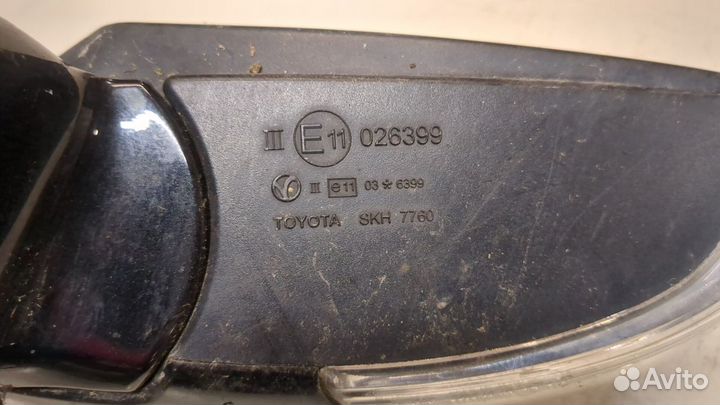 III E11 026399
III e11 03 * 6399
TOYOTA SKH 7760
Avito